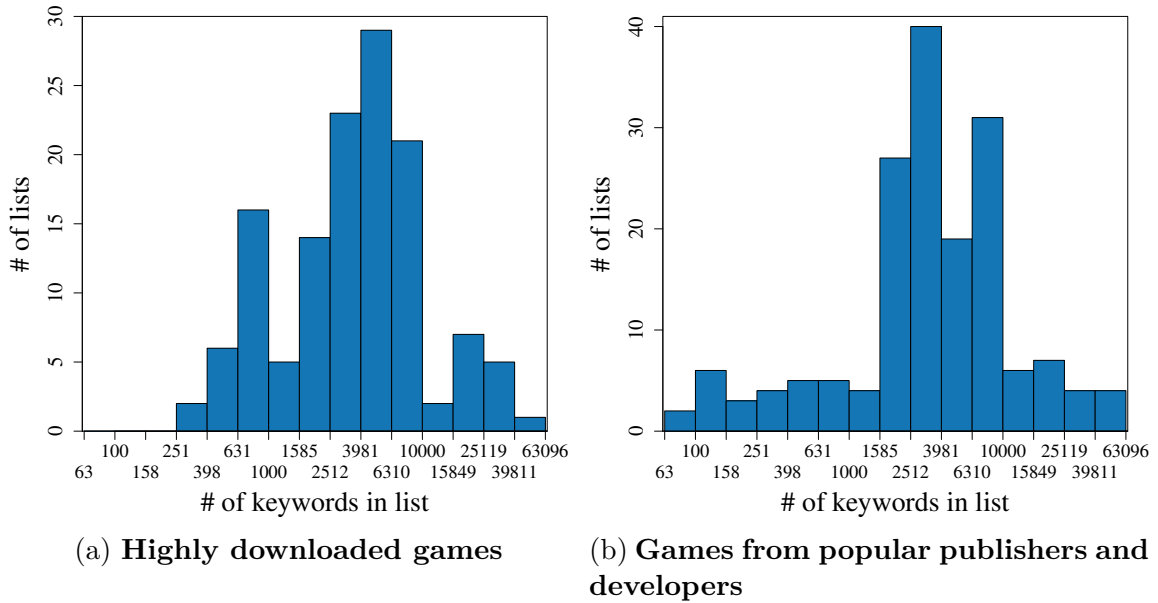 30
25
20
15
10
5
0
# of lists
100 251 631 1585 3981 10000 25119 63096
63 158 398 1000 2512 6310 15849 39811
# of keywords in list
(a) Highly downloaded games
40
30
20
10
0
# of lists
100 251 631 1585 3981 10000 25119 63096
63 158 398 1000 2512 6310 15849 39811
# of keywords in list
(b) Games from popular publishers and
developers